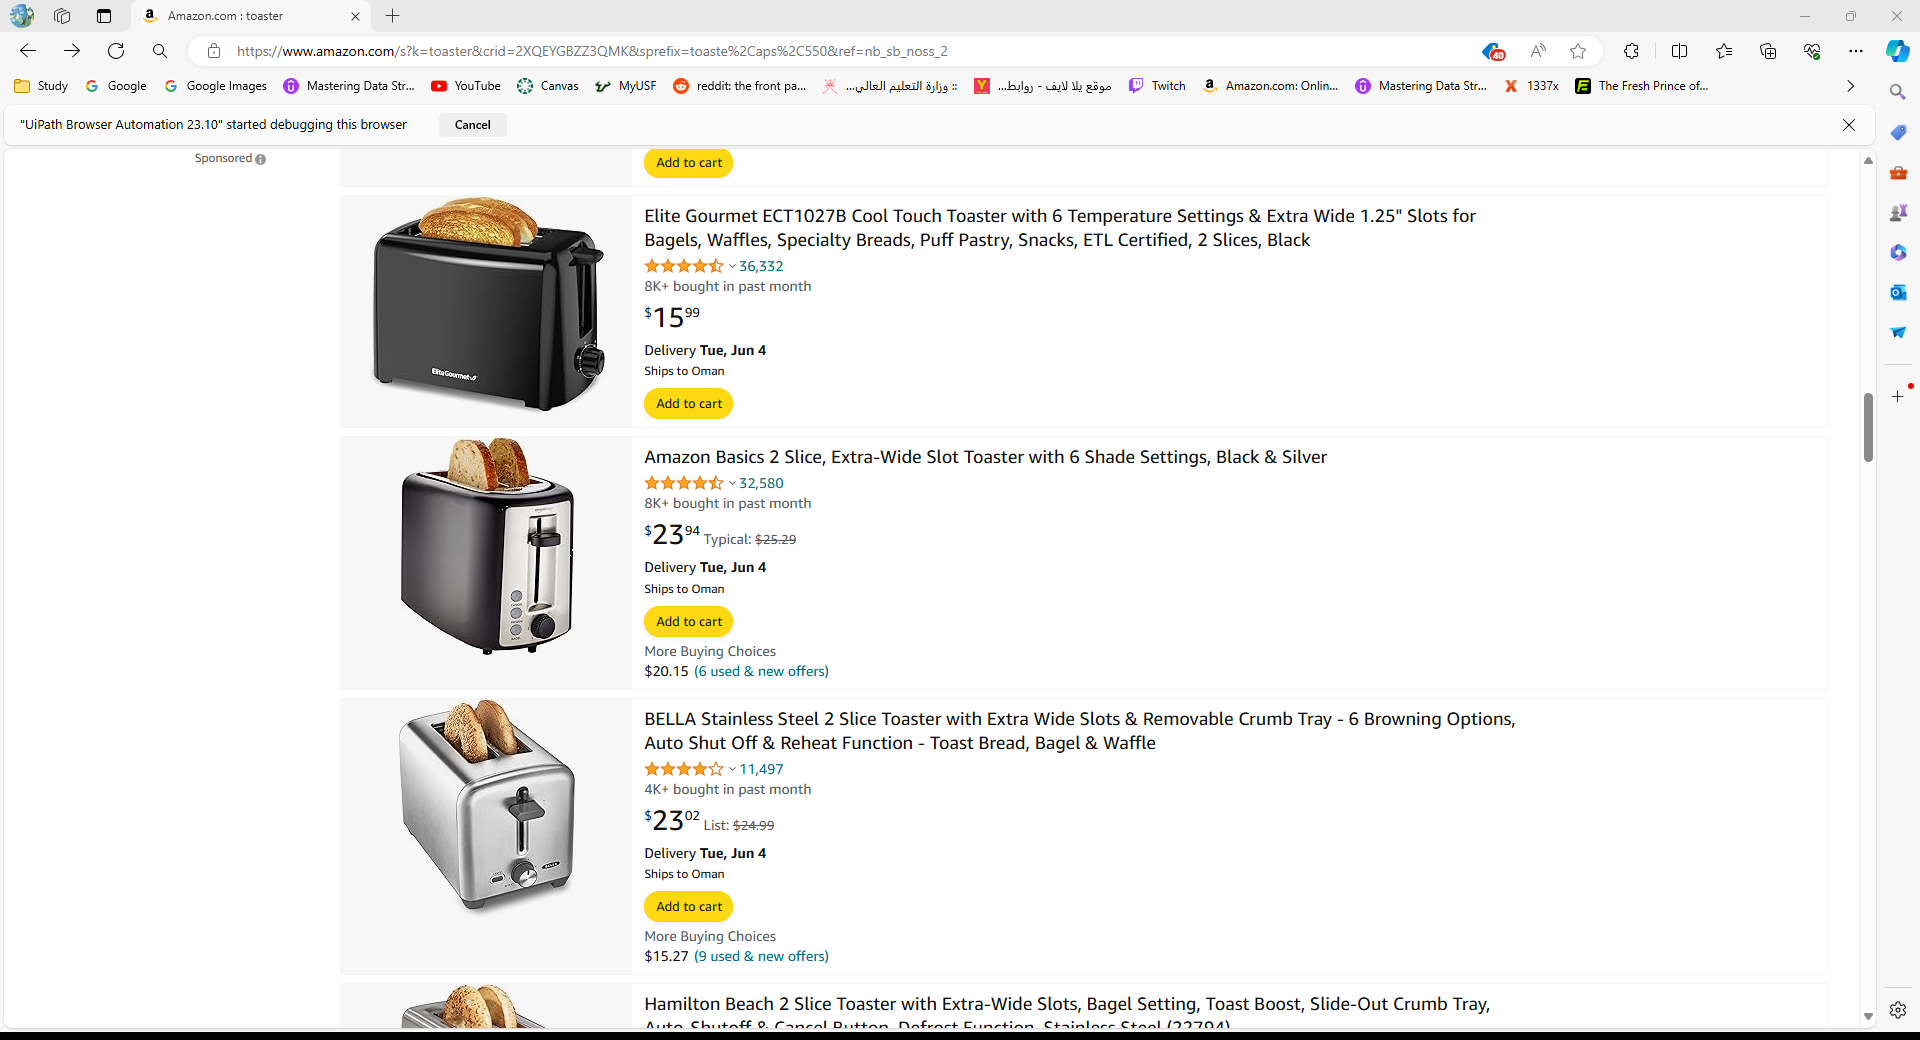 Amazon.com : toaster
https://www.amazon.com/s?k=toaster&crid=2XQEYGBZZ3QMK&sprefix=toaste%2Caps%2C550&ref=nb_sb_noss_2
40
Study Google Google Images Mastering Data Str... YouTube Canvas MyUSF reddit: the front pa... :: وزارة التعليم العالي... موقع يلا لايف - روابط... Twitch Amazon.com: Onlin... Mastering Data Str... 1337x The Fresh Prince of...
"UiPath Browser Automation 23.10" started debugging this browser Cancel
Sponsored
Add to cart
Elite Gourmet ECT1027B Cool Touch Toaster with 6 Temperature Settings & Extra Wide 1.25" Slots for
Bagels, Waffles, Specialty Breads, Puff Pastry, Snacks, ETL Certified, 2 Slices, Black
36,332
8K+ bought in past month
$15.99
Delivery Tue, Jun 4
Ships to Oman
Add to cart
EliteGourmet
Amazon Basics 2 Slice, Extra-Wide Slot Toaster with 6 Shade Settings, Black & Silver
32,580
8K+ bought in past month
$23.94 Typical: $25.29
Delivery Tue, Jun 4
Ships to Oman
Add to cart
More Buying Choices
$20.15 (6 used & new offers)
BELLA Stainless Steel 2 Slice Toaster with Extra Wide Slots & Removable Crumb Tray - 6 Browning Options,
Auto Shut Off & Reheat Function - Toast Bread, Bagel & Waffle
11,497
4K+ bought in past month
$23.02 List: $24.99
Delivery Tue, Jun 4
Ships to Oman
Add to cart
More Buying Choices
$15.27 (9 used & new offers)
Hamilton Beach 2 Slice Toaster with Extra-Wide Slots, Bagel Setting, Toast Boost, Slide-Out Crumb Tray,
Auto-Shutoff & Cancel Button, Defrost Function, Stainless Steel (22794)